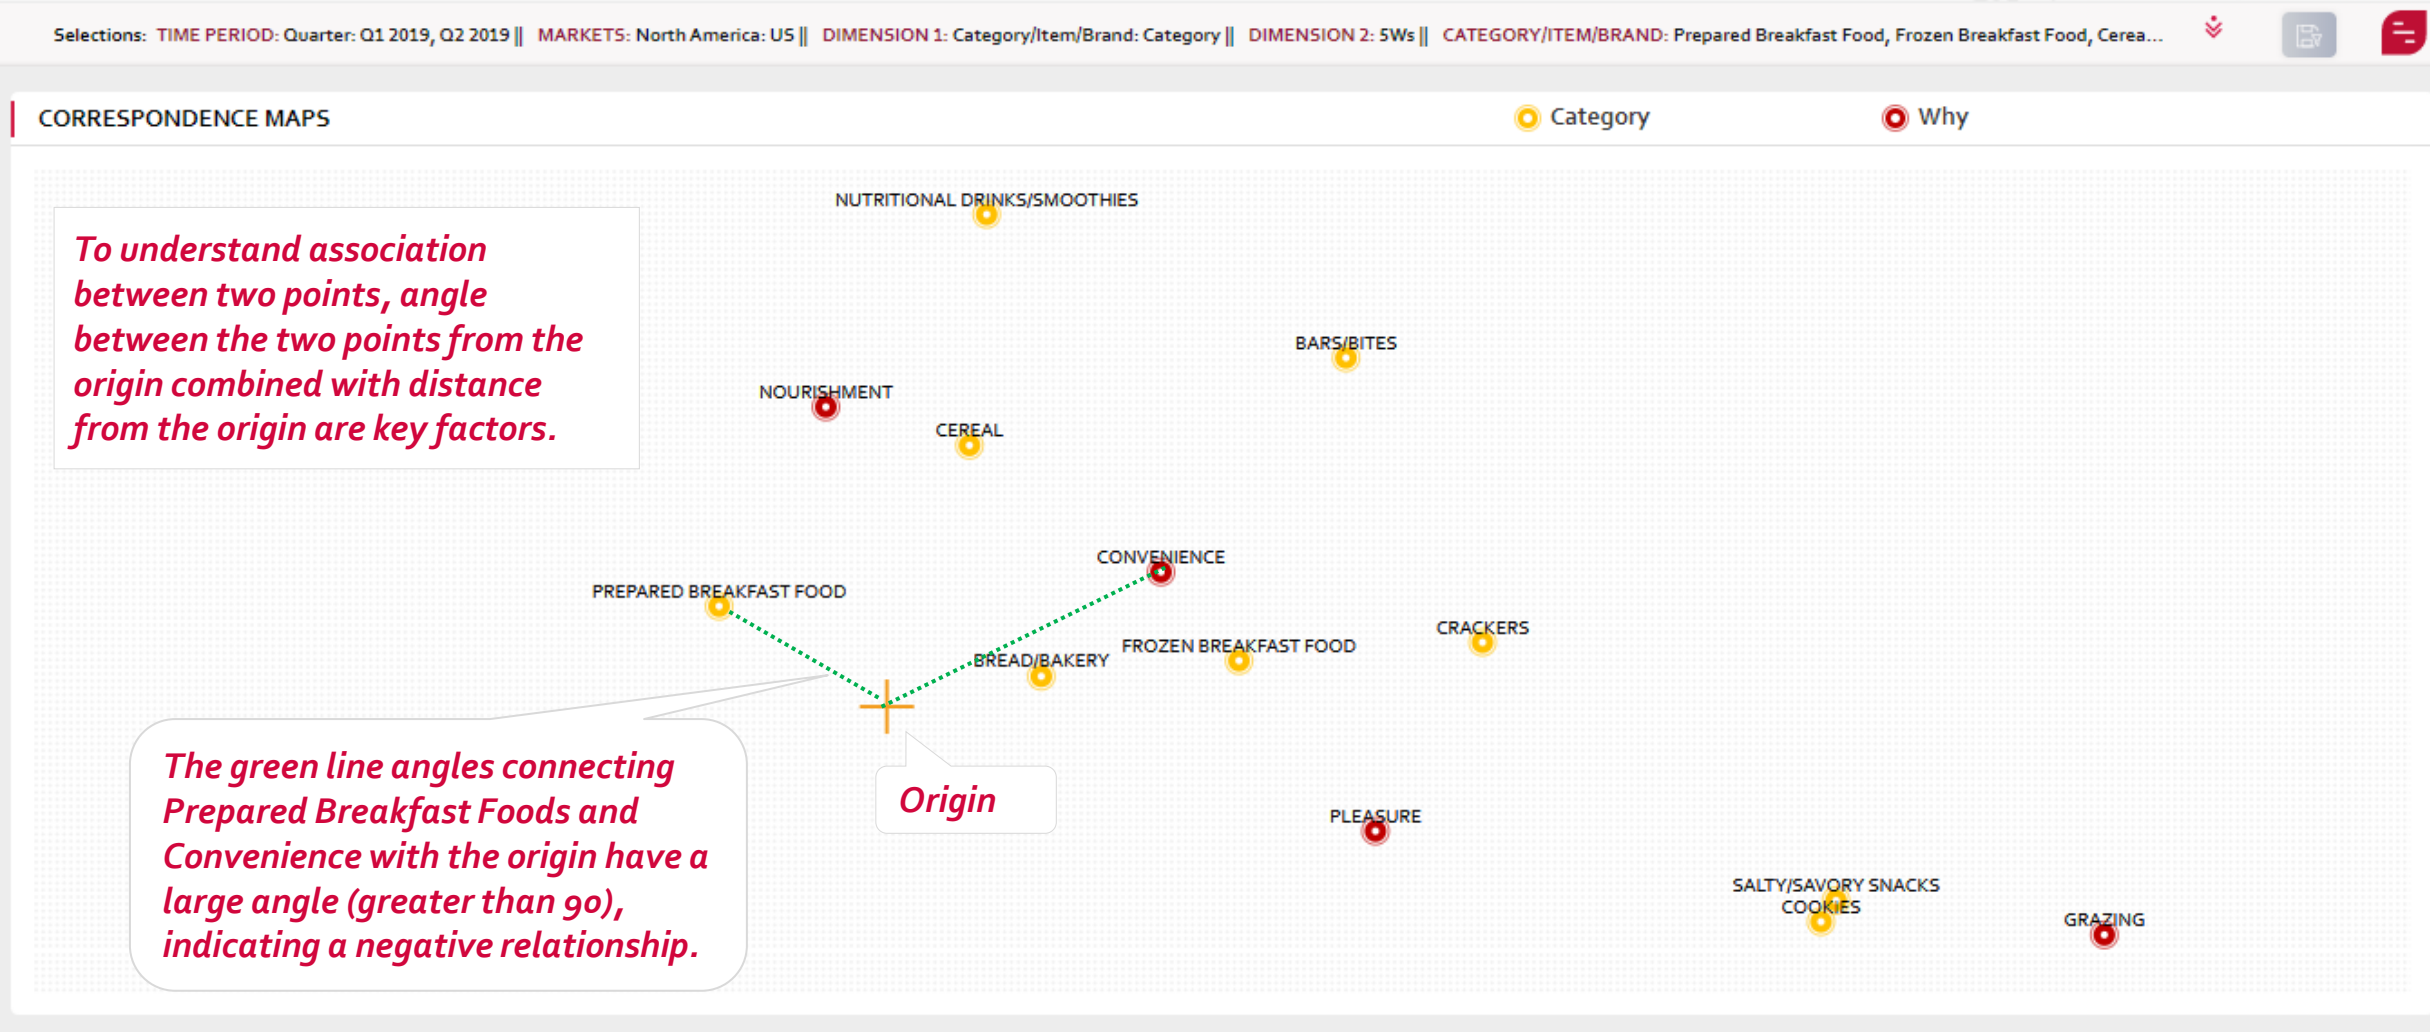 Selections: TIME PERIOD: Quarter: Q1 2019, Q2 2019 || MARKETS: North America: US || DIMENSION 1: Category/Item/Brand: Category || DIMENSION 2: 5Ws || CATEGORY/ITEM/BRAND: Prepared Breakfast Food, Frozen Breakfast Food, Cerea...
CORRESPONDENCE MAPS
Category
Why
NUTRITIONAL DRINKS/SMOOTHIES
To understand association
between two points, angle
between the two points from the
origin combined with distance
from the origin are key factors.
BARS/BITES
NOURISHMENT
CEREAL
CONVENIENCE
PREPARED BREAKFAST FOOD
CRACKERS
FROZEN BREAKFAST FOOD
BREAD/BAKERY
The green line angles connecting
Prepared Breakfast Foods and
Convenience with the origin have a
large angle (greater than 90),
indicating a negative relationship.
Origin
PLEASURE
SALTY/SAVORY SNACKS
COOKIES
GRAZING